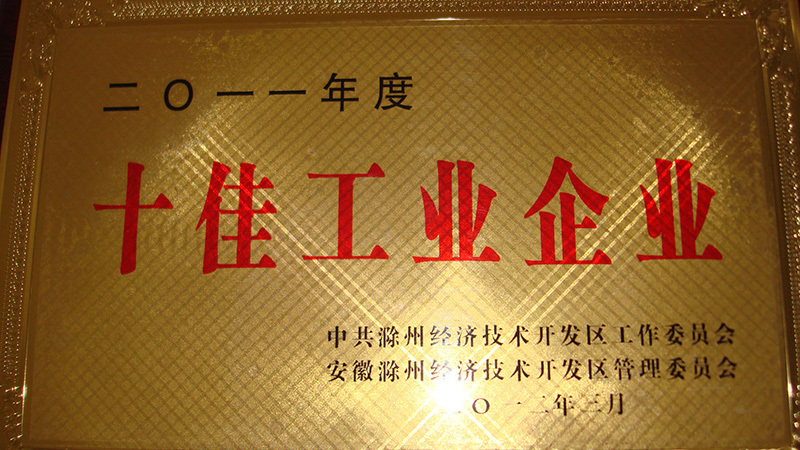 二〇一一年度
十佳工业企业
中共滁州经济技术开发区工作委员会
安徽滁州经济技术开发区管理委员会
二〇一二年三月